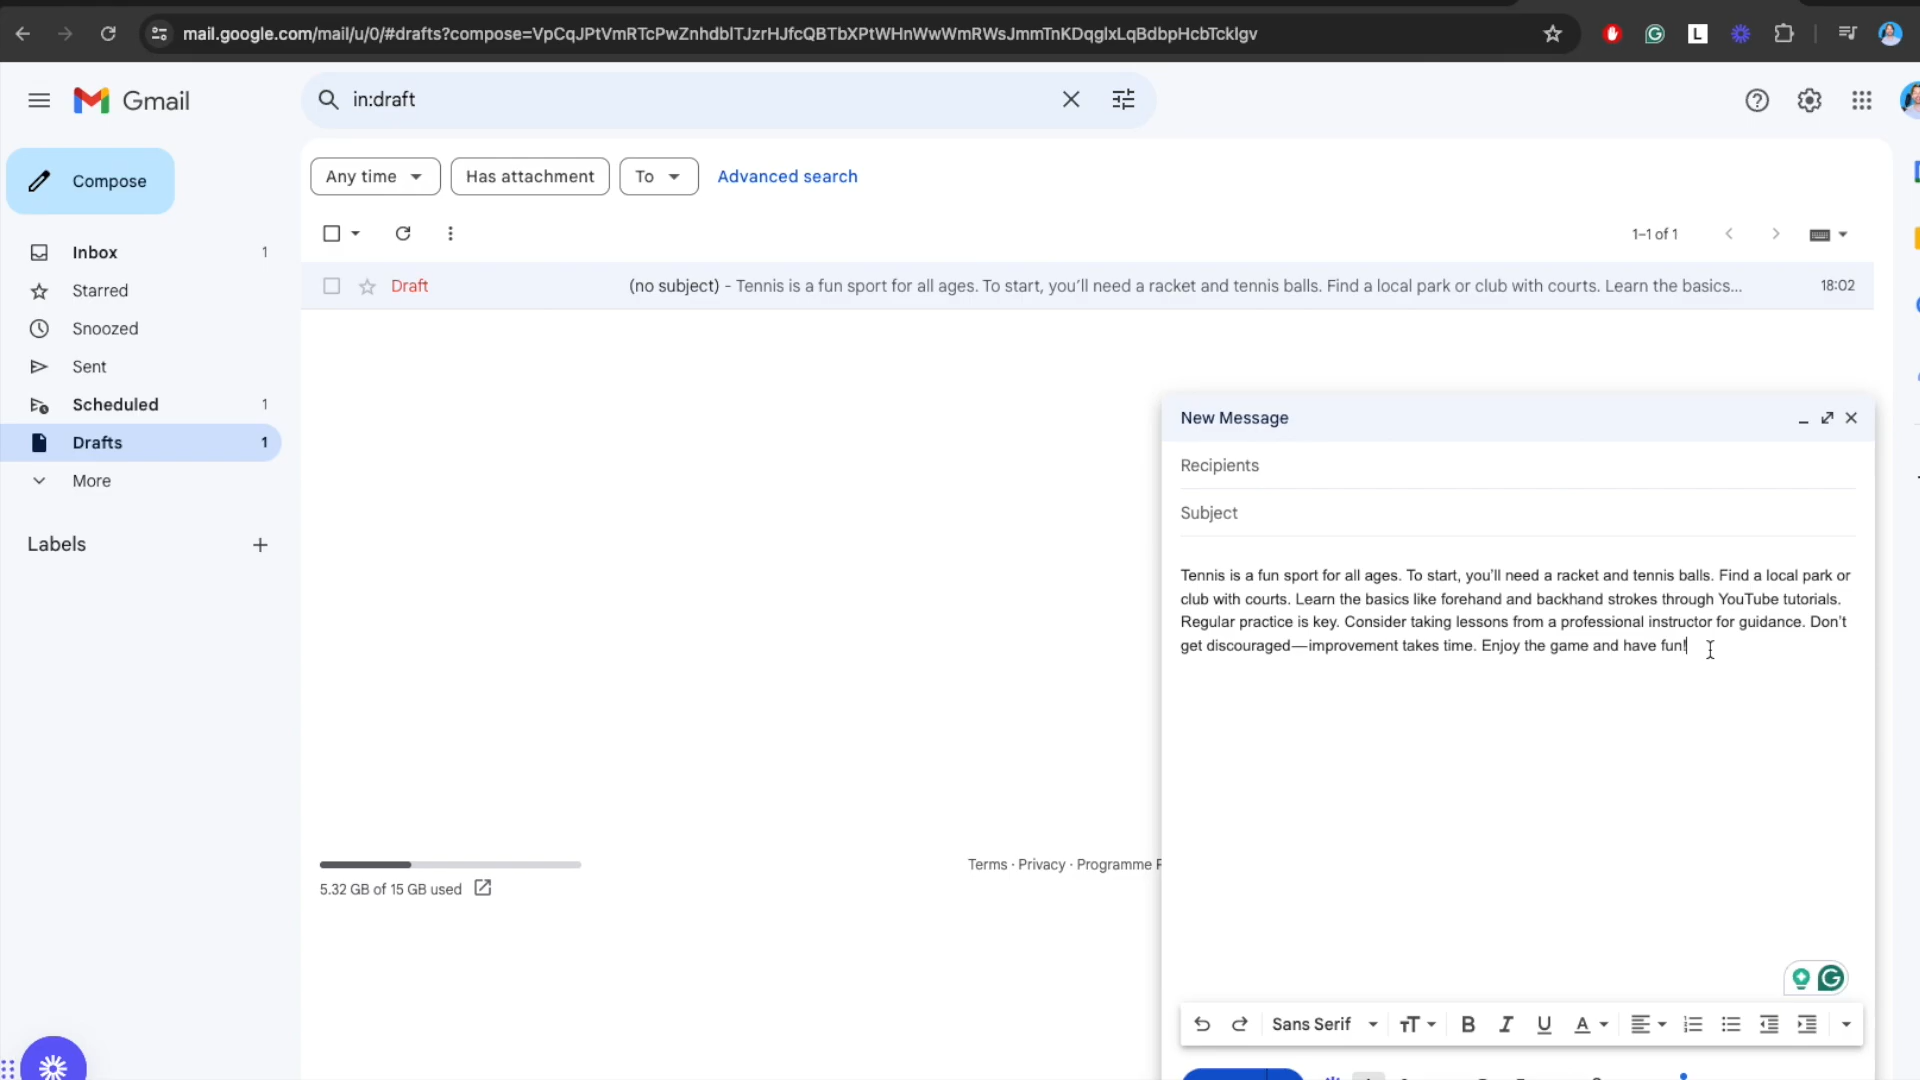 mail.google.com/mail/u/0/#drafts?compose=VpCqJPtVmRTcPwZnhdblTJzrHJfcQBTbXPtWHnWwWmRWsJmmTnKDqglxLqBdbpHcbTcklgv
L
Gmail
in:draft
Compose
Any time
Has attachment
To
Advanced search
1–1 of 1
Inbox 1
Starred
Snoozed
Sent
Scheduled 1
Drafts 1
More
Labels
Draft (no subject) - Tennis is a fun sport for all ages. To start, you’ll need a racket and tennis balls. Find a local park or club with courts. Learn the basics... 18:02
New Message
Recipients
Subject
Tennis is a fun sport for all ages. To start, you’ll need a racket and tennis balls. Find a local park or
club with courts. Learn the basics like forehand and backhand strokes through YouTube tutorials.
Regular practice is key. Consider taking lessons from a professional instructor for guidance. Don’t
get discouraged—improvement takes time. Enjoy the game and have fun!
5.32 GB of 15 GB used
Terms · Privacy · Programme
Sans Serif
B I U A